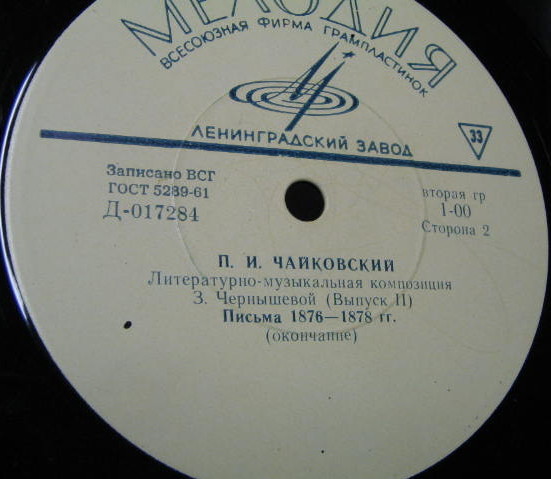 МЕЛОДИЯ
ВСЕСОЮЗНАЯ ФИРМА ГРАМПЛАСТИНОК
ЛЕНИНГРАДСКИЙ ЗАВОД
33
Записано ВСГ
ГОСТ 5289-61
Д-017284
вторая гр
1-00
Сторона 2
П. И. ЧАЙКОВСКИЙ
Литературно-музыкальная композиция
З. Чернышевой (Выпуск II)
Письма 1876—1878 гг.
(окончание)